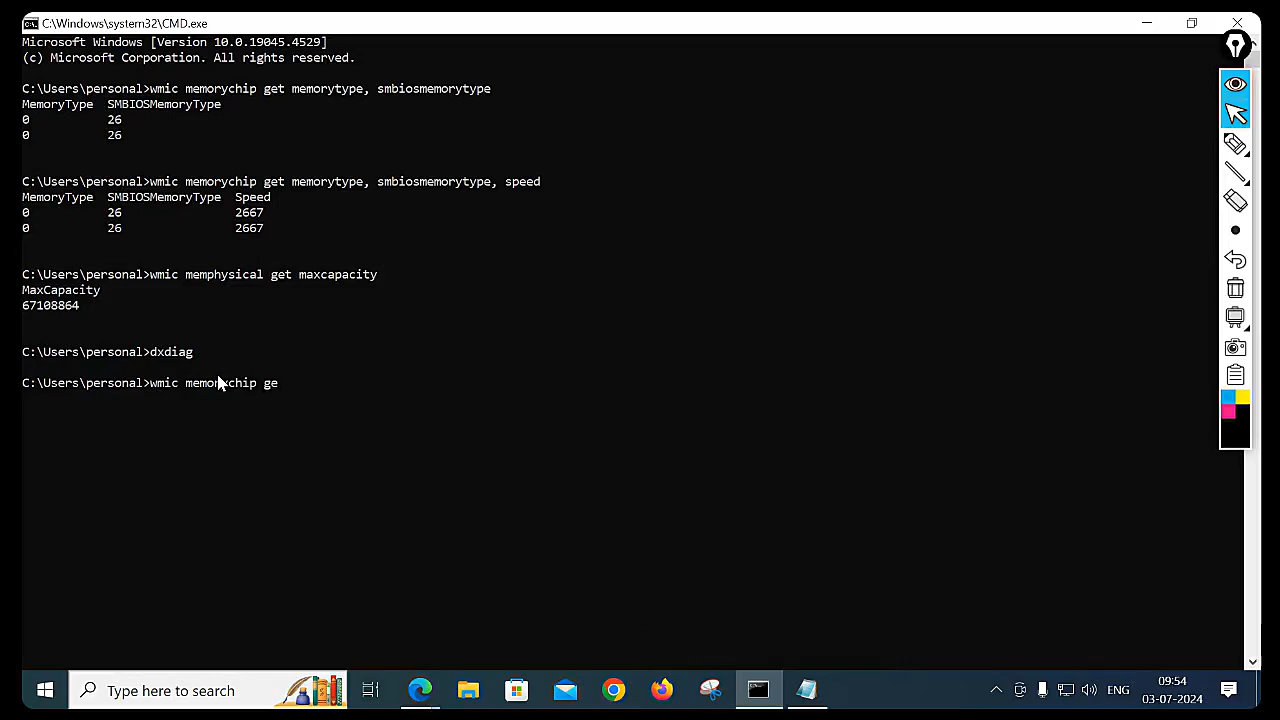 C:\Windows\system32\CMD.exe
Microsoft Windows [Version 10.0.19045.4529]
(c) Microsoft Corporation. All rights reserved.
C:\Users\personal>wmic memorychip get memorytype, smbiosmemorytype
MemoryType SMBIOSMemoryType
0 26
0 26
C:\Users\personal>wmic memorychip get memorytype, smbiosmemorytype, speed
MemoryType SMBIOSMemoryType Speed
0 26 2667
0 26 2667
C:\Users\personal>wmic memphysical get maxcapacity
MaxCapacity
67108864
C:\Users\personal>dxdiag
C:\Users\personal>wmic memorychip ge
Type here to search
ENG
09:54
03-07-2024